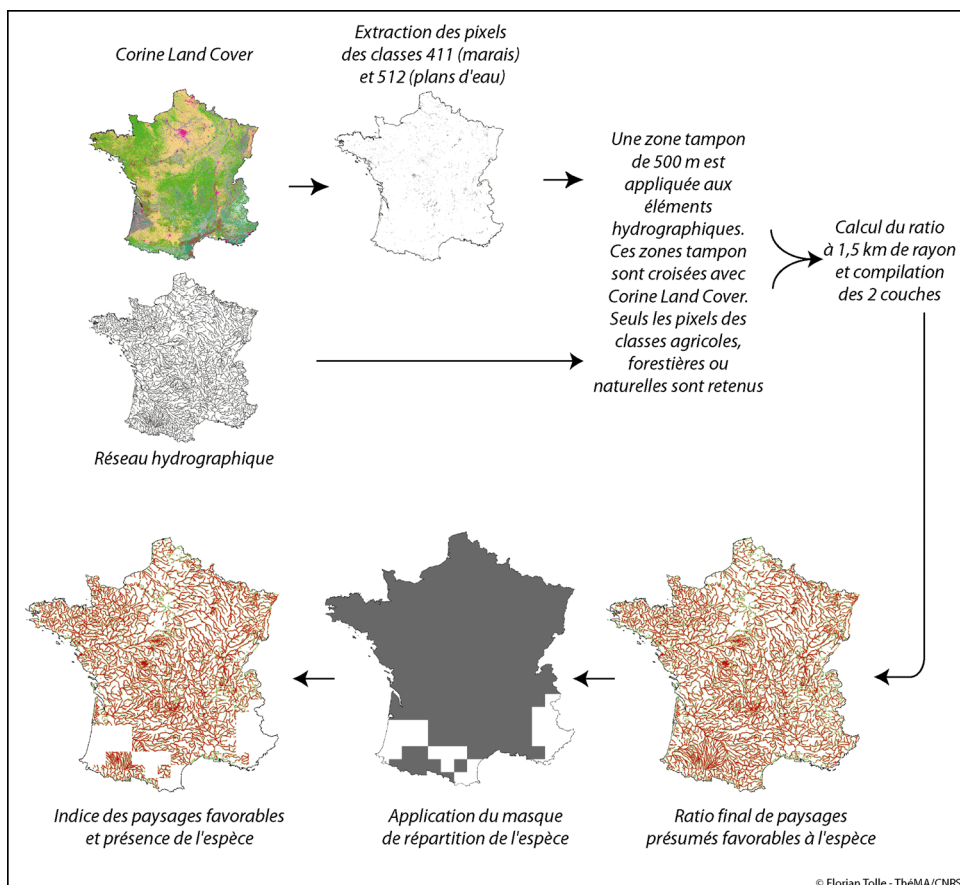 Corine Land Cover
Extraction des pixels
des classes 411 (marais)
et 512 (plans d'eau)
Une zone tampon
de 500 m est
appliquée aux
éléments
hydrographiques.
Ces zones tampon
sont croisées avec
Corine Land Cover.
Seuls les pixels des
classes agricoles,
forestières ou
naturelles sont retenus
Calcul du ratio
à 1,5 km de rayon
et compilation
des 2 couches
Réseau hydrographique
Indice des paysages favorables
et présence de l'espèce
Application du masque
de répartition de l'espèce
Ratio final de paysages
présumés favorables à l'espèce
© Florian Tolle - ThéMA/CNRS